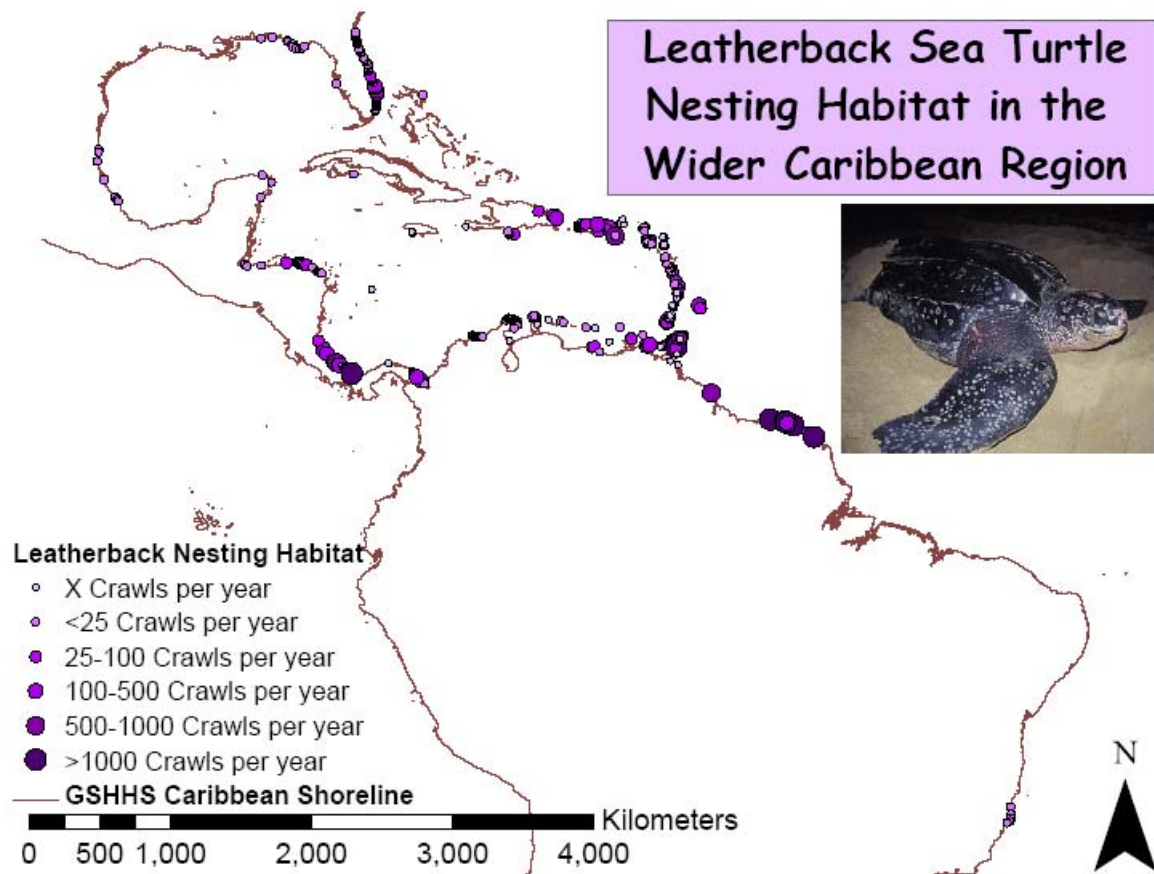 Leatherback Sea Turtle
Nesting Habitat in the
Wider Caribbean Region
Leatherback Nesting Habitat
X Crawls per year
<25 Crawls per year
25-100 Crawls per year
100-500 Crawls per year
500-1000 Crawls per year
>1000 Crawls per year
GSHHS Caribbean Shoreline
Kilometers
0 500 1,000 2,000 3,000 4,000
N